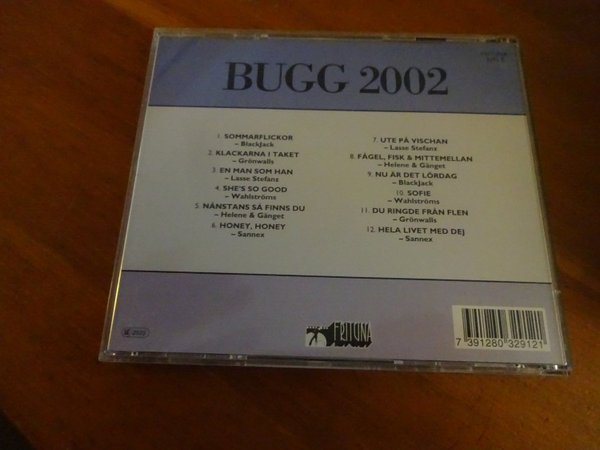 BUGG 2002
1. SOMMARFLICKOR
– BlackJack
2. KLACKARNA I TAKET
– Grönwalls
3. EN MAN SOM HAN
– Lasse Stefanz
4. SHE'S SO GOOD
– Wahlströms
5. NÅNSTANS SÅ FINNS DU
– Helene & Gänget
6. HONEY, HONEY
– Sannex
7. UTE PÅ VISCHAN
– Lasse Stefanz
8. FÅGEL, FISK & MITTEMELLAN
– Helene & Gänget
9. NU ÄR DET LÖRDAG
– BlackJack
10. SOFIE
– Wahlströms
11. DU RINGDE FRÅN FLEN
– Grönwalls
12. HELA LIVET MED DEJ
– Sannex
FRITUNA
7 391280 329121